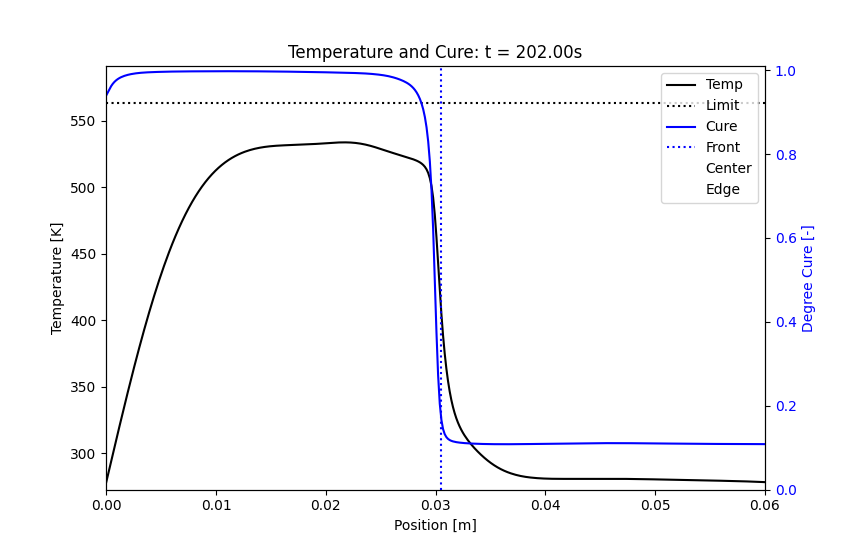 Temperature and Cure: t = 202.00s
Temp
Limit
Cure
Front
Center
Edge
550
500
450
400
350
300
Temperature [K]
1.0
0.8
0.6
0.4
0.2
0.0
Degree Cure [-]
0.00 0.01 0.02 0.03 0.04 0.05 0.06
Position [m]